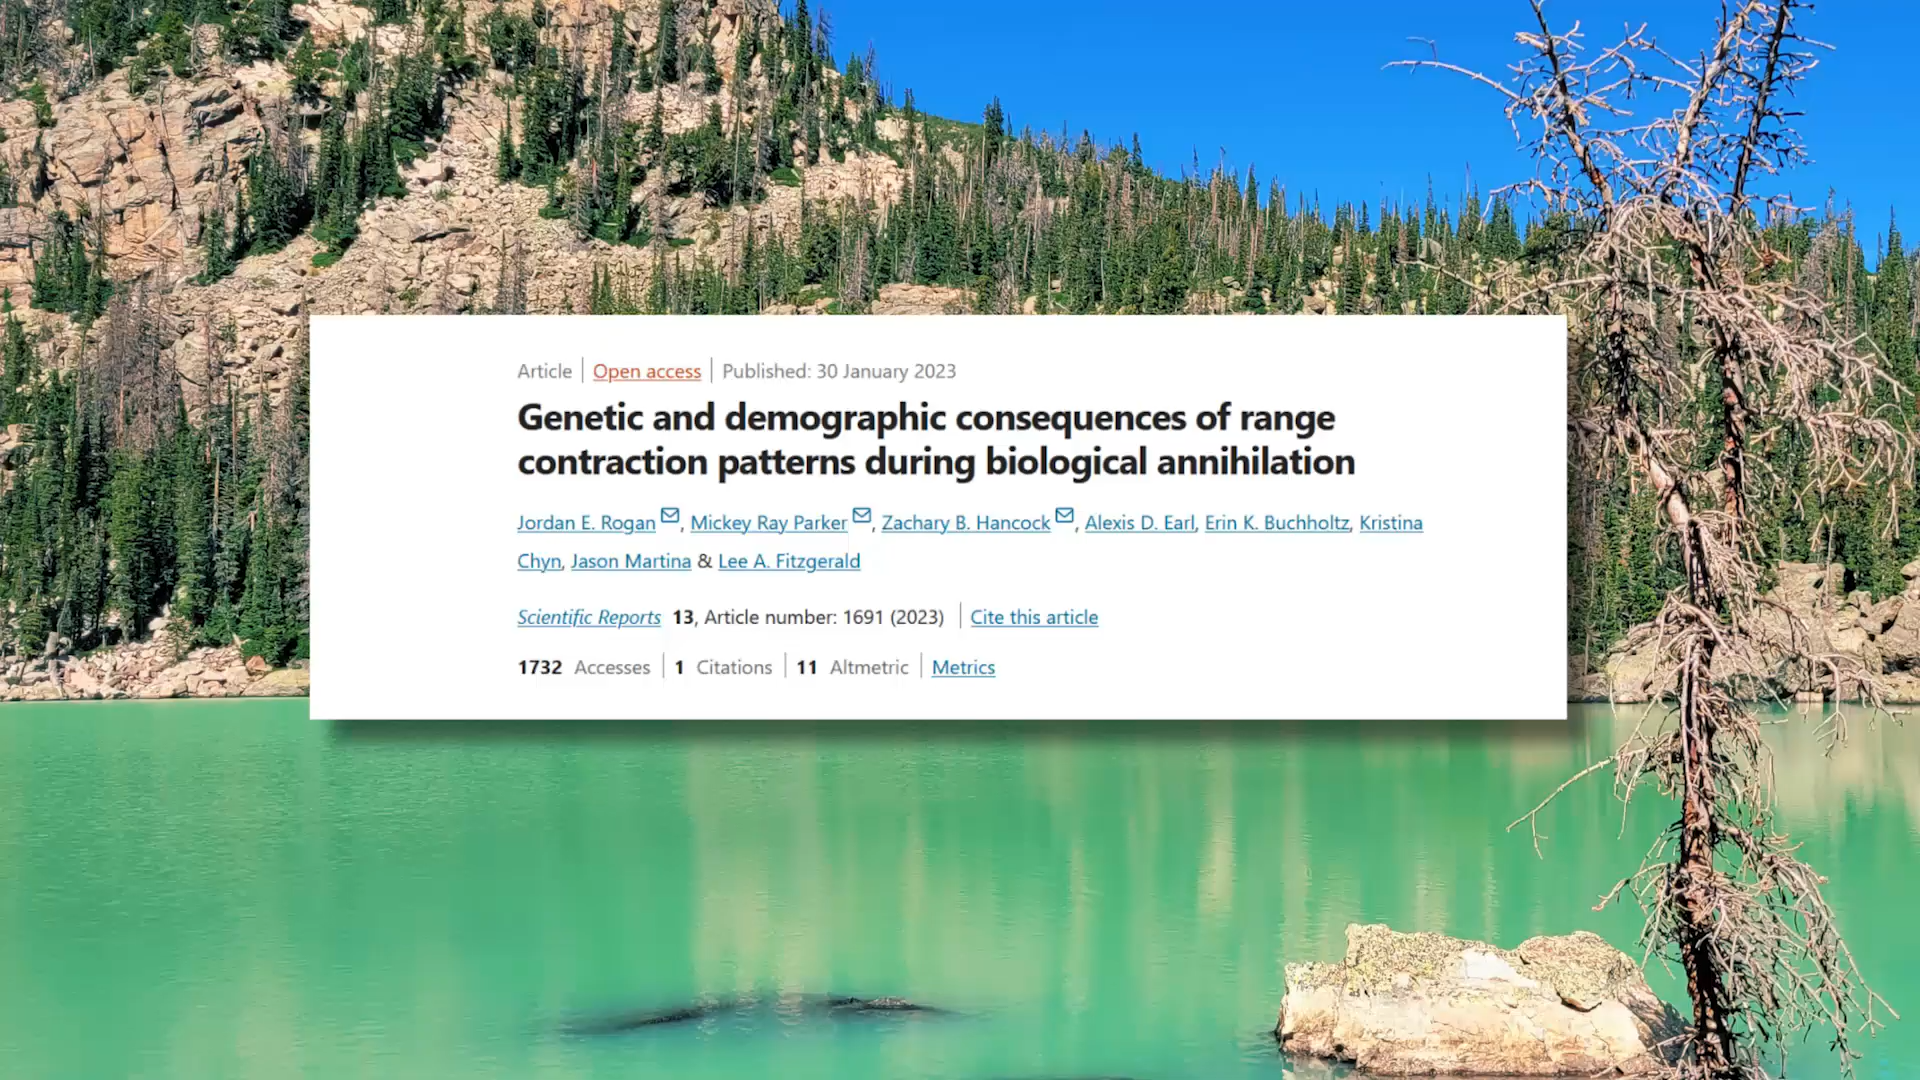 Article | Open access | Published: 30 January 2023
Genetic and demographic consequences of range
contraction patterns during biological annihilation
Jordan E. Rogan, Mickey Ray Parker, Zachary B. Hancock, Alexis D. Earl, Erin K. Buchholtz, Kristina
Chyn, Jason Martina & Lee A. Fitzgerald
Scientific Reports 13, Article number: 1691 (2023) | Cite this article
1732 Accesses | 1 Citations | 11 Altmetric | Metrics